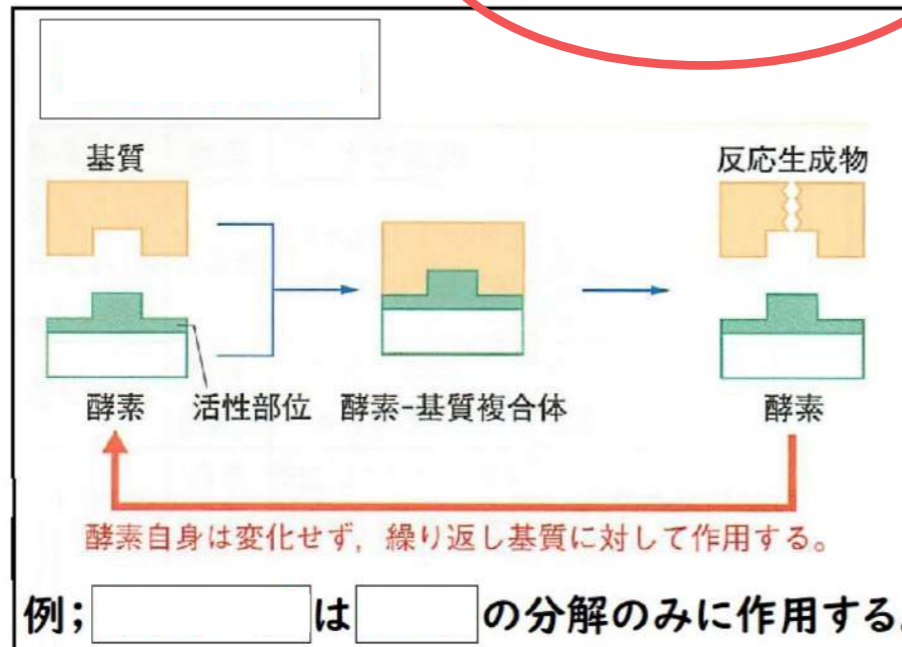 基質
反応生成物
酵素
活性部位
酵素-基質複合体
酵素
酵素自身は変化せず，繰り返し基質に対して作用する。
例; は の分解のみに作用する。